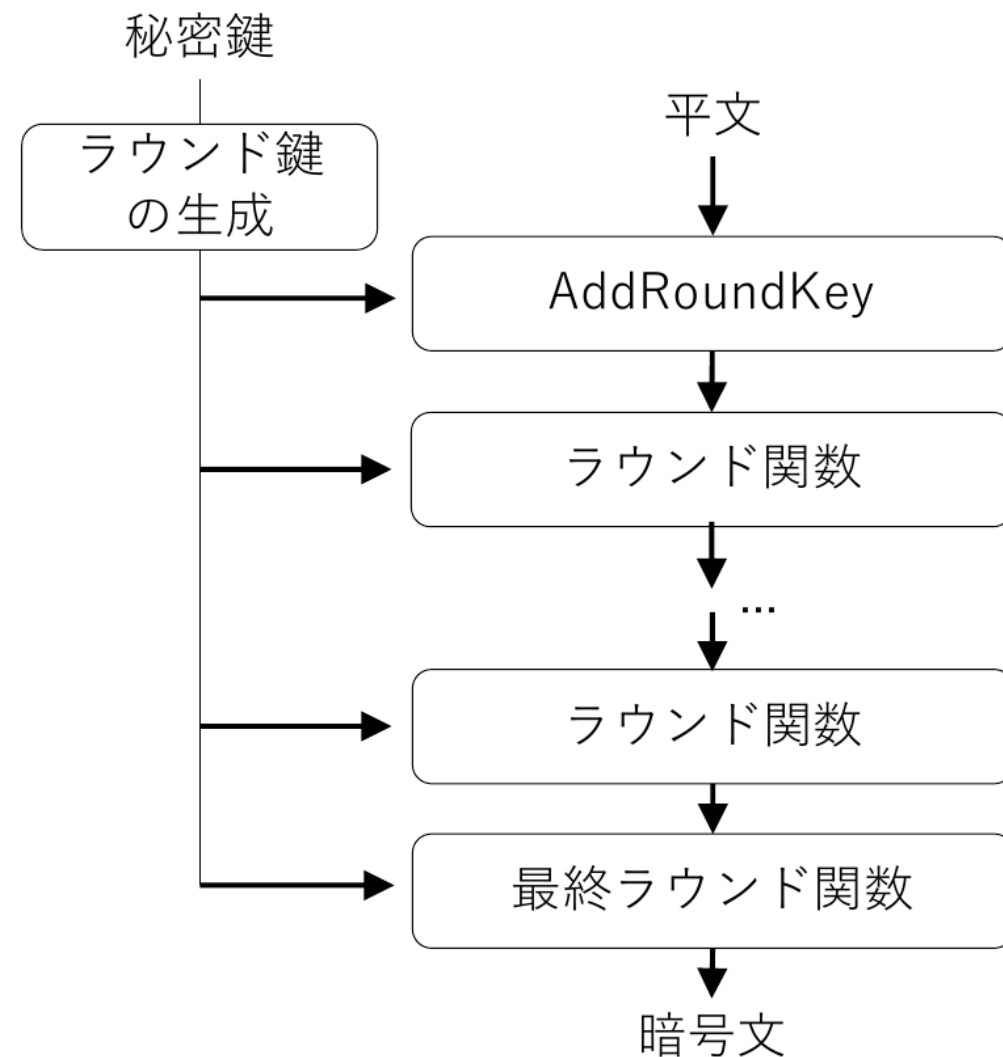 秘密鍵
ラウンド鍵
の生成
平文
AddRoundKey
ラウンド関数
...
ラウンド関数
最終ラウンド関数
暗号文